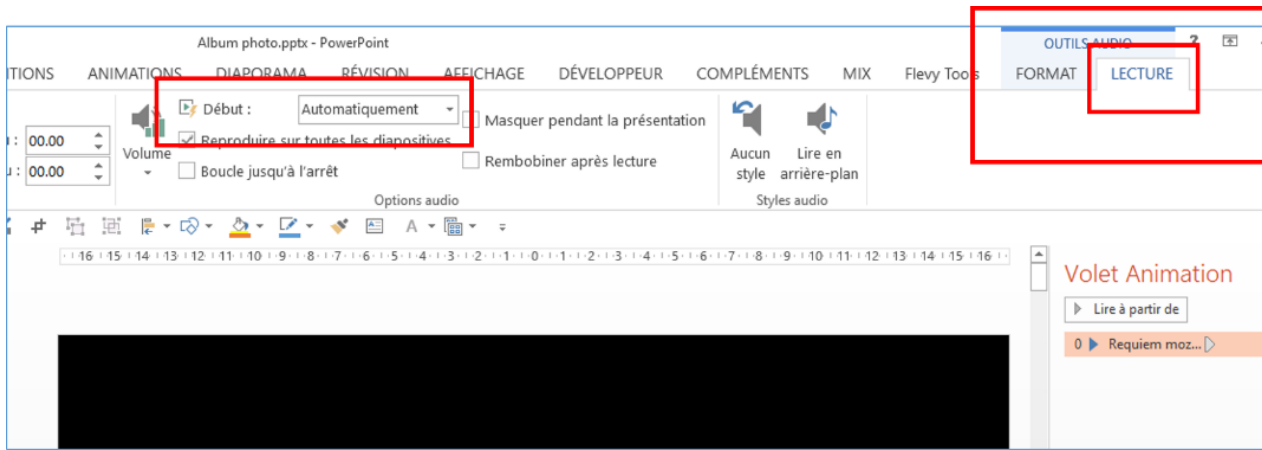 Album photo.pptx - PowerPoint
OUTILS AUDIO ?
ITIONS ANIMATIONS DIAPORAMA RÉVISION AFFICHAGE DÉVELOPPEUR COMPLÉMENTS MIX Flevy Tools FORMAT LECTURE
Début : Automatiquement
Masquer pendant la présentation
: 00.00
Reproduire sur toutes les diapositives
Volume
Rembobiner après lecture
Aucun style
Lire en arrière-plan
u : 00.00
Boucle jusqu'à l'arrêt
Options audio
Styles audio
A
16 15 14 13 12 11 10 9 8 7 6 5 4 3 2 1 0 1 2 3 4 5 6 7 8 9 10 11 12 13 14 15 16
Volet Animation
Lire à partir de
0 Requiem moz...